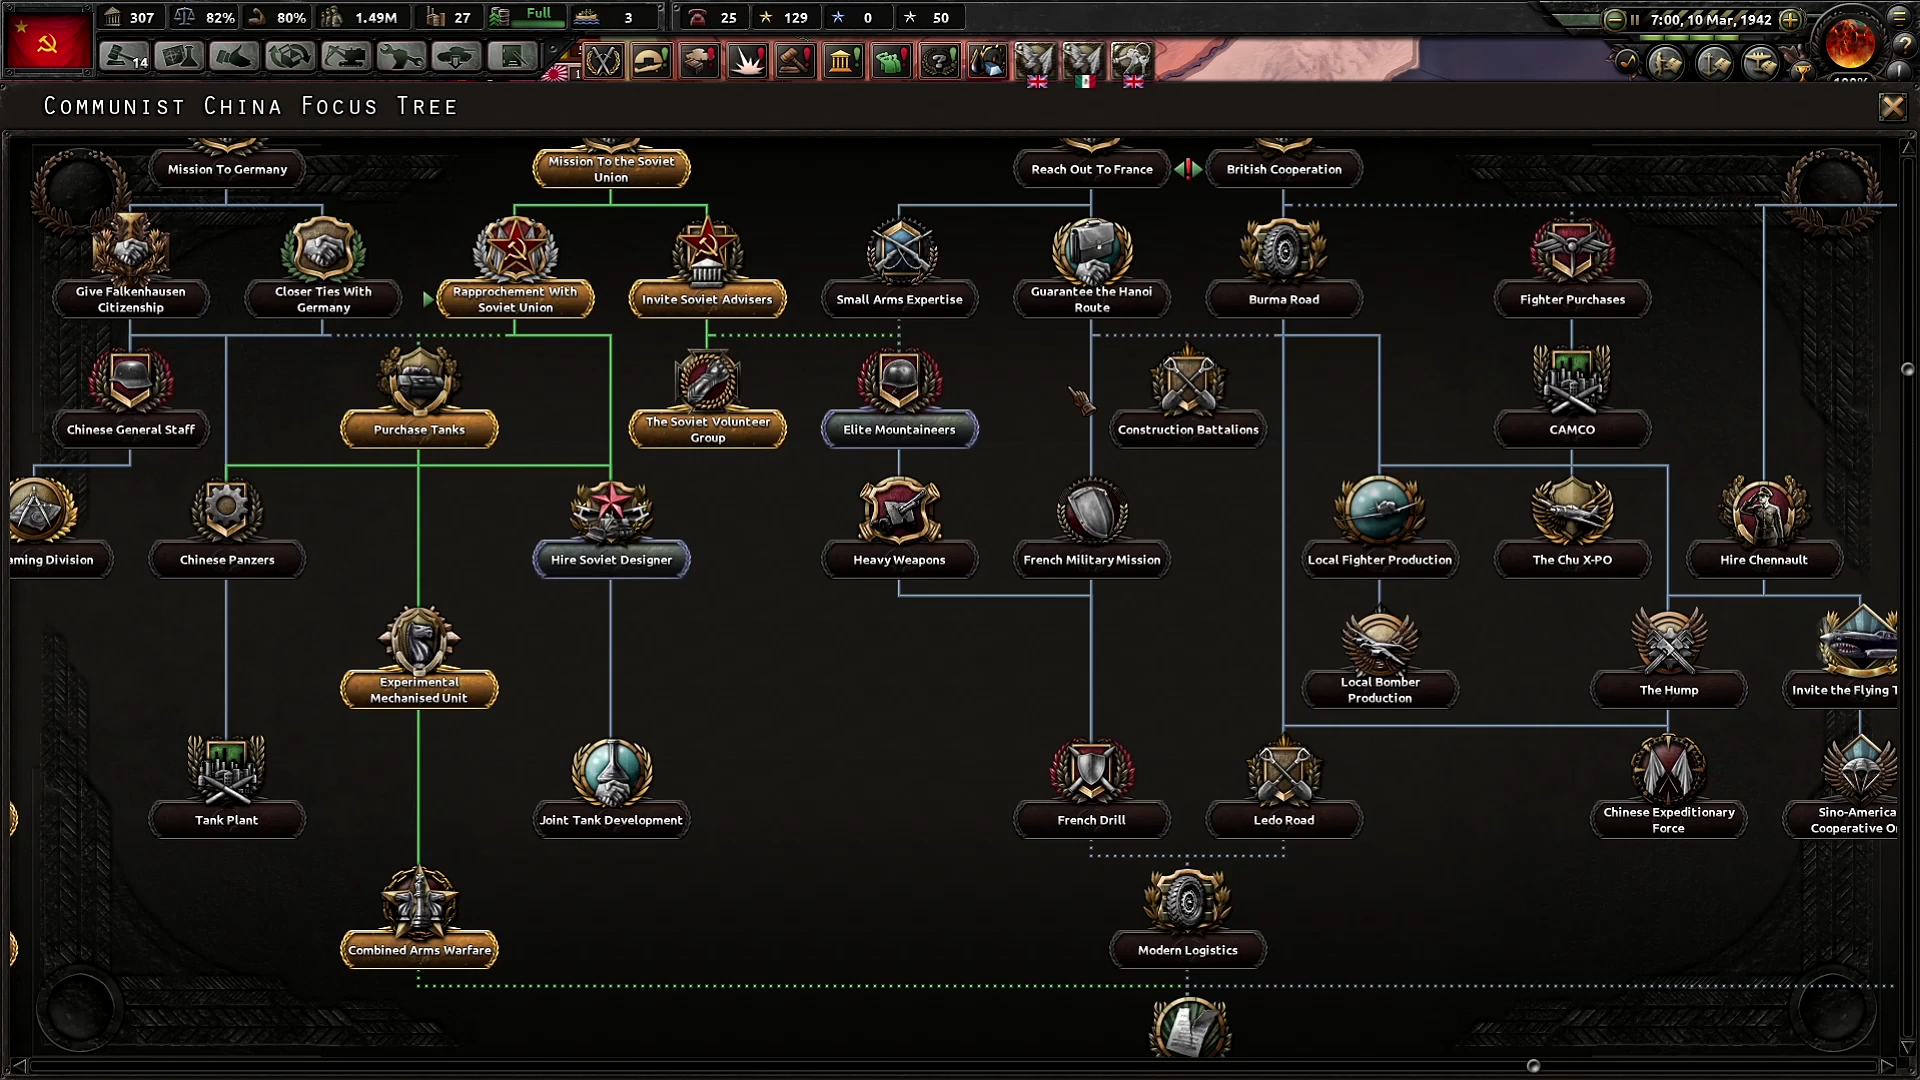 307
82%
80%
1.49M
27
Full
3
25
129
0
50
7:00, 10 Mar, 1942
14
COMMUNIST CHINA FOCUS TREE
Mission To Germany
Mission To the Soviet
Union
Reach Out To France
British Cooperation
Give Falkenhausen
Citizenship
Closer Ties With
Germany
Rapprochement With
Soviet Union
Invite Soviet Advisers
Small Arms Expertise
Guarantee the Hanoi
Route
Burma Road
Fighter Purchases
Chinese General Staff
Purchase Tanks
The Soviet Volunteer
Group
Elite Mountaineers
Construction Battalions
CAMCO
aming Division
Chinese Panzers
Hire Soviet Designer
Heavy Weapons
French Military Mission
Local Fighter Production
The Chu X-PO
Hire Chennault
Experimental
Mechanised Unit
Local Bomber
Production
The Hump
Invite the Flying T
Tank Plant
Joint Tank Development
French Drill
Ledo Road
Chinese Expeditionary
Force
Sino-America
Cooperative O
Combined Arms Warfare
Modern Logistics